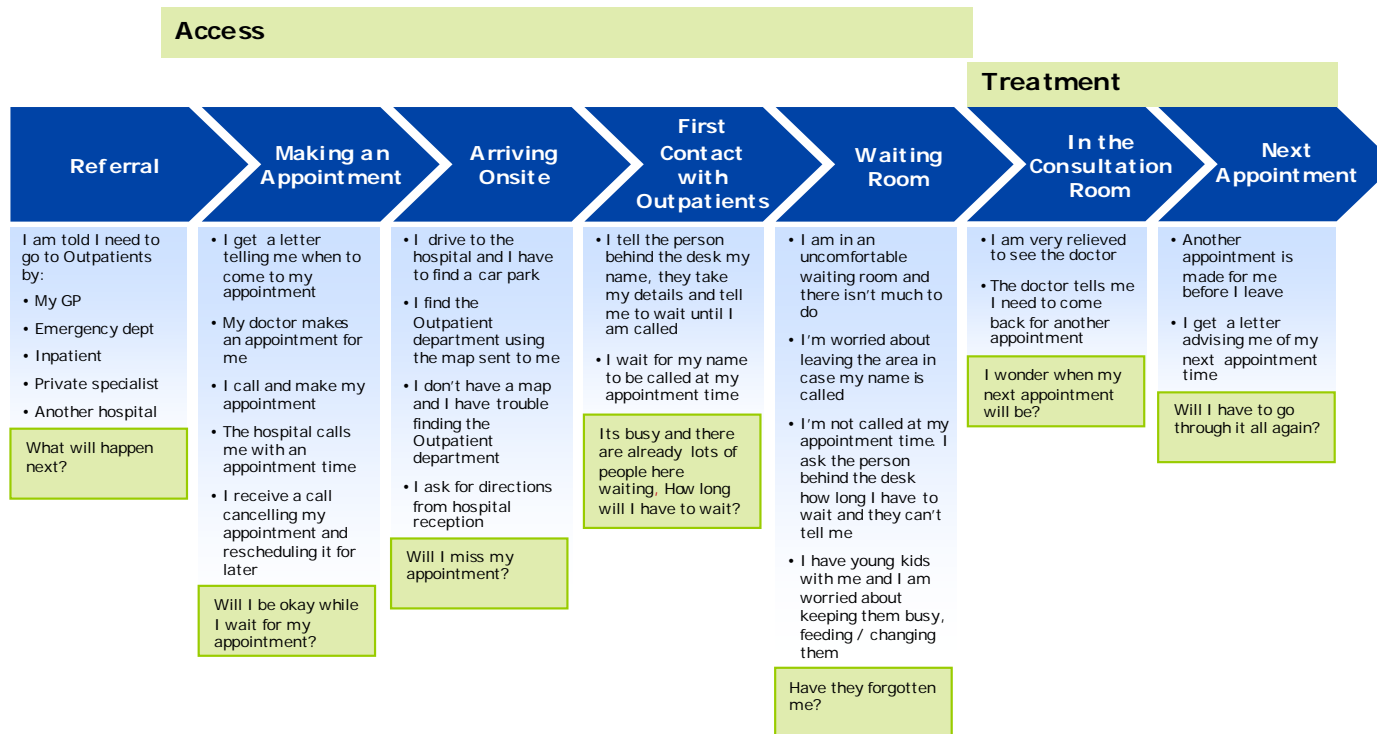 Access
Treatment
Referral
Making an
Appointment
Arriving
Onsite
First
Contact
with
Outpatients
Waiting
Room
In the
Consultation
Room
Next
Appointment
I am told I need to
go to Outpatients
by:
• My GP
• Emergency dept
• Inpatient
• Private specialist
• Another hospital
What will happen
next?
• I get a letter
telling me when to
come to my
appointment
• My doctor makes
an appointment for
me
• I call and make my
appointment
• The hospital calls
me with an
appointment time
• I receive a call
cancelling my
appointment and
rescheduling it for
later
Will I be okay while
I wait for my
appointment?
• I drive to the
hospital and I have
to find a car park
• I find the
Outpatient
department using
the map sent to me
• I don't have a map
and I have trouble
finding the
Outpatient
department
• I ask for directions
from hospital
reception
Will I miss my
appointment?
• I tell the person
behind the desk my
name, they take
my details and tell
me to wait until I
am called
• I wait for my name
to be called at my
appointment time
Its busy and there
are already lots of
people here
waiting, How long
will I have to wait?
• I am in an
uncomfortable
waiting room and
there isn't much to
do
• I'm worried about
leaving the area in
case my name is
called
• I'm not called at my
appointment time. I
ask the person
behind the desk
how long I have to
wait and they can't
tell me
• I have young kids
with me and I am
worried about
keeping them busy,
feeding / changing
them
Have they forgotten
me?
• I am very relieved
to see the doctor
• The doctor tells me
I need to come
back for another
appointment
I wonder when my
next appointment
will be?
• Another
appointment is
made for me
before I leave
• I get a letter
advising me of my
next appointment
time
Will I have to go
through it all again?